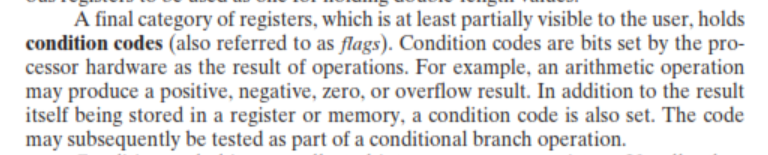 A final category of registers, which is at least partially visible to the user, holds
condition codes (also referred to as flags). Condition codes are bits set by the pro-
cessor hardware as the result of operations. For example, an arithmetic operation
may produce a positive, negative, zero, or overflow result. In addition to the result
itself being stored in a register or memory, a condition code is also set. The code
may subsequently be tested as part of a conditional branch operation.